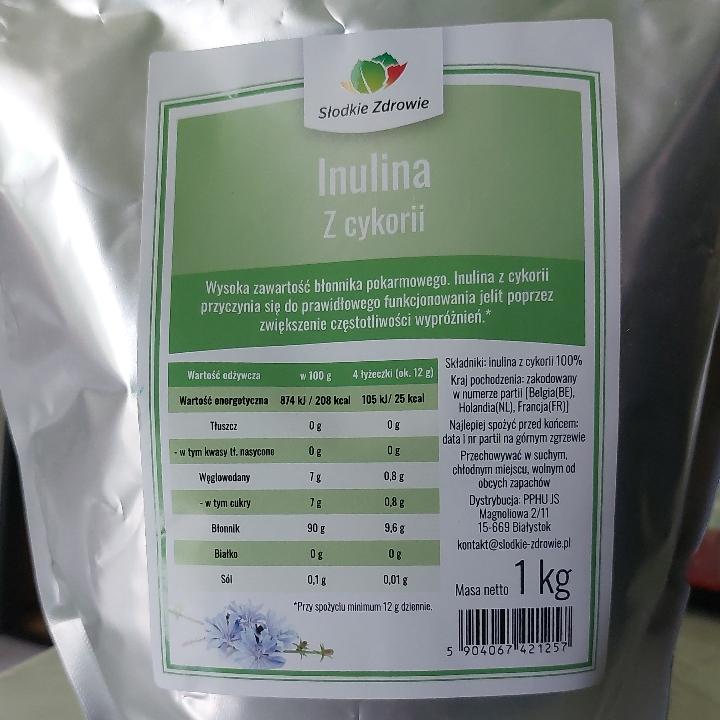 Słodkie Zdrowie
Inulina
Z cykorii
Wysoka zawartość błonnika pokarmowego. Inulina z cykorii
przyczynia się do prawidłowego funkcjonowania jelit poprzez
zwiększenie częstotliwości wypróżnień.*
Wartość odżywcza w 100 g 4 łyżeczki (ok. 12 g)
Wartość energetyczna 874 kJ / 208 kcal 105 kJ/ 25 kcal
Tłuszcz 0 g 0 g
- w tym kwasy tł. nasycone 0 g 0 g
Węglowodany 7 g 0,8 g
- w tym cukry 7 g 0,8 g
Błonnik 90 g 9,6 g
Białko 0 g 0 g
Sól 0,1 g 0,01 g
*Przy spożyciu minimum 12 g dziennie.
Składniki: inulina z cykorii 100%
Kraj pochodzenia: zakodowany
w numerze partii [Belgia(BE),
Holandia(NL), Francja(FR)]
Najlepiej spożyć przed końcem:
data i nr partii na górnym zgrzewie
Przechowywać w suchym,
chłodnym miejscu, wolnym od
obcych zapachów
Dystrybucja: PPHU JS
Magnoliowa 2/11
15-669 Białystok
kontakt@slodkie-zdrowie.pl
Masa netto 1 kg
5 904067 421257